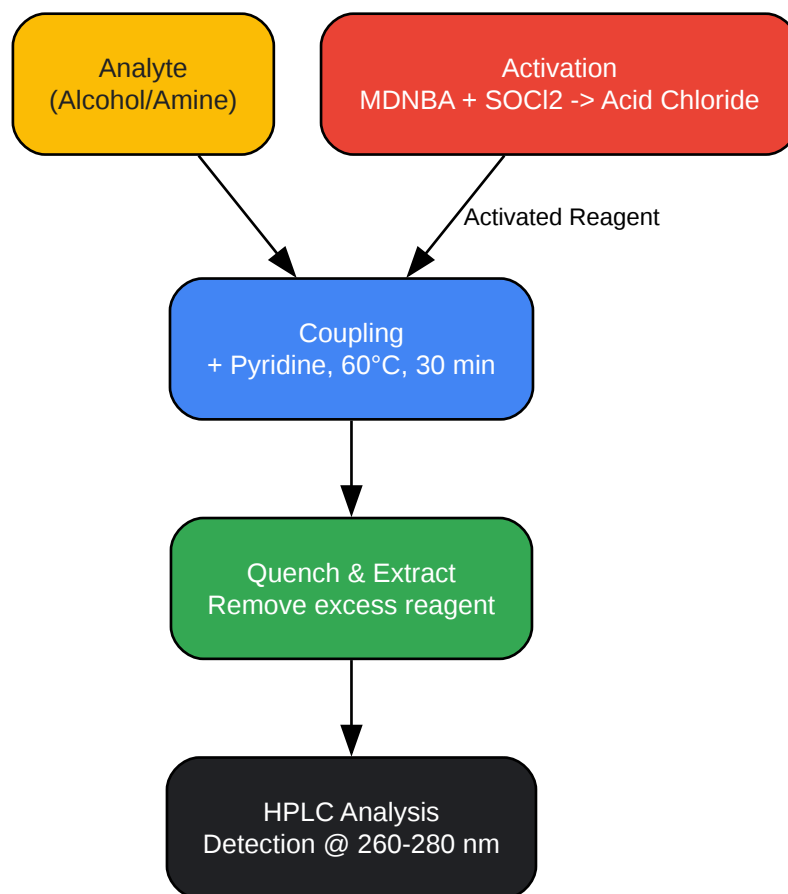 Analyte
(Alcohol/Amine)
Activation
MDNBA + SOCl2 -> Acid Chloride
Activated Reagent
Coupling
+ Pyridine, 60°C, 30 min
Quench & Extract
Remove excess reagent
HPLC Analysis
Detection @ 260-280 nm